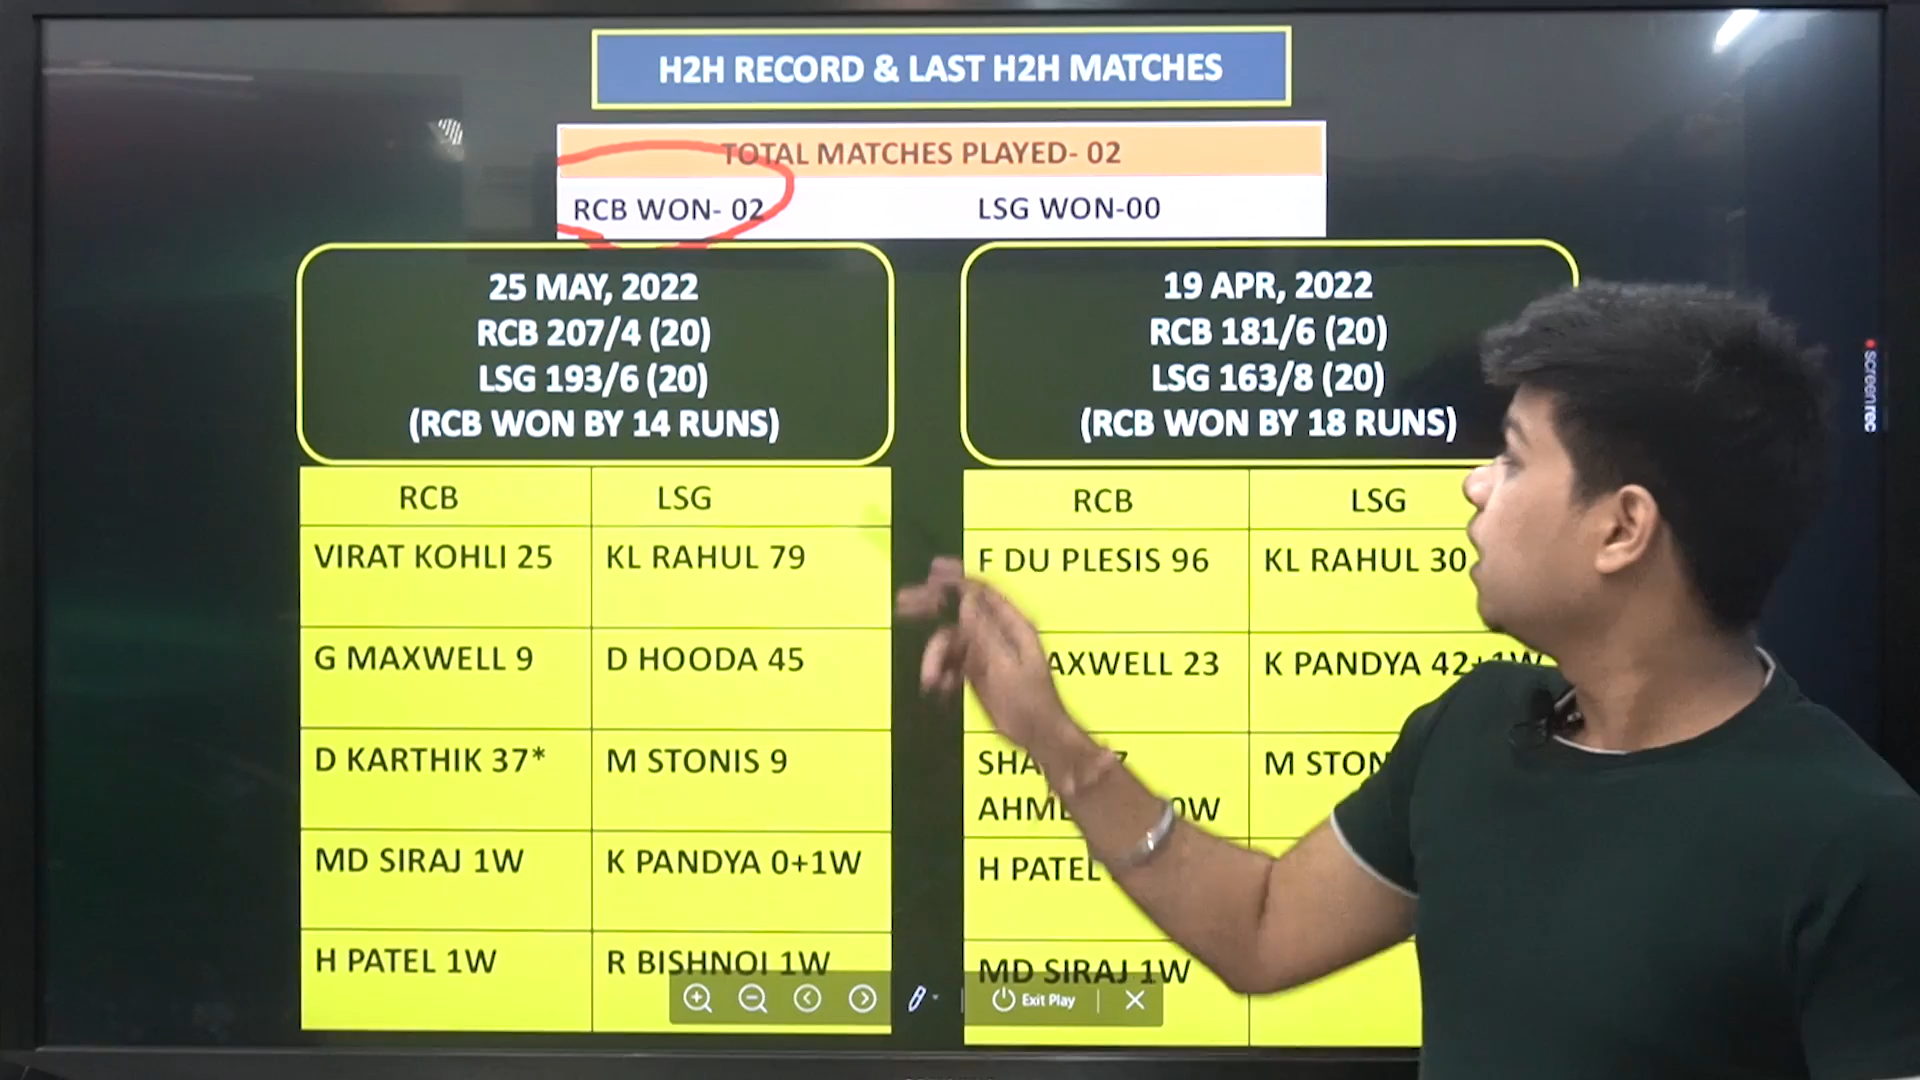 H2H RECORD & LAST H2H MATCHES
TOTAL MATCHES PLAYED- 02
RCB WON- 02 LSG WON-00
25 MAY, 2022
RCB 207/4 (20)
LSG 193/6 (20)
(RCB WON BY 14 RUNS)
19 APR, 2022
RCB 181/6 (20)
LSG 163/8 (20)
(RCB WON BY 18 RUNS)
RCB LSG
VIRAT KOHLI 25 KL RAHUL 79
G MAXWELL 9 D HOODA 45
D KARTHIK 37* M STONIS 9
MD SIRAJ 1W K PANDYA 0+1W
H PATEL 1W R BISHNOI 1W
RCB LSG
F DU PLESIS 96 KL RAHUL 30
23 K PANDYA 42+1W
M
H PATEL
MD SIRAJ 1W
Exit Play
screenrec